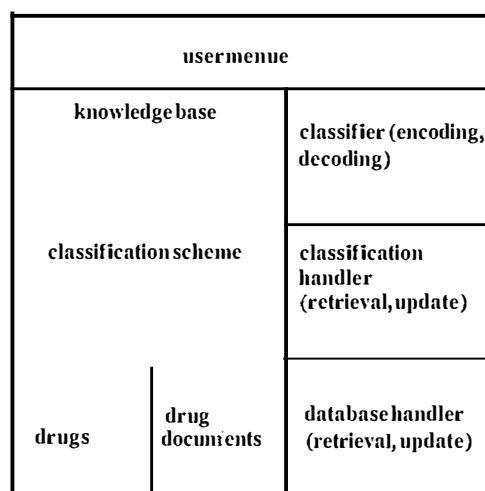 usermenue
knowledge base
classifier (encoding,
decoding)
classification scheme
classification
handler
(retrieval, update)
drugs
drug
documents
database handler
(retrieval, update)